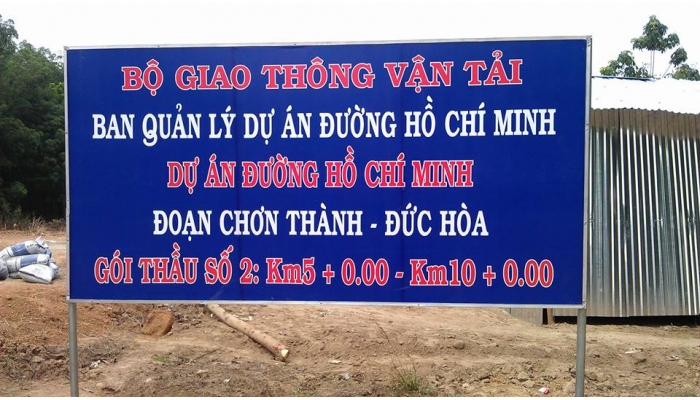 BỘ GIAO THÔNG VẬN TẢI
BAN QUẢN LÝ DỰ ÁN ĐƯỜNG HỒ CHÍ MINH
DỰ ÁN ĐƯỜNG HỒ CHÍ MINH
ĐOẠN CHƠN THÀNH - ĐỨC HÒA
GÓI THẦU SỐ 2: Km5 + 0.00 - Km10 + 0.00